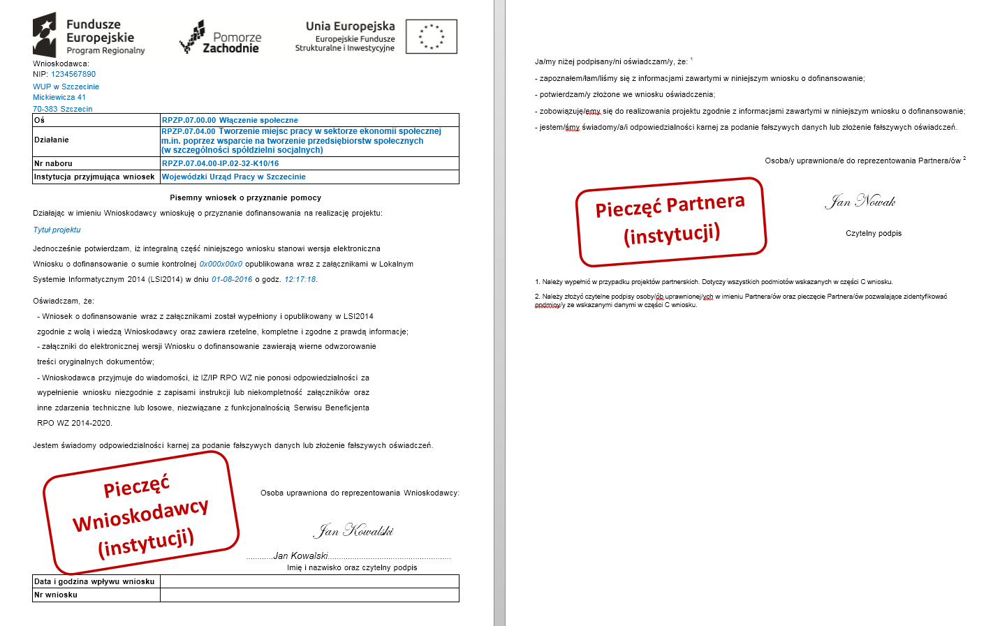 Fundusze
Europejskie
Program Regionalny
Pomorze
Zachodnie
Unia Europejska
Europejskie Fundusze
Strukturalne i Inwestycyjne
Wnioskodawca:
NIP: 1234567890
WUP w Szczecinie
Mickiewicza 41
70-383 Szczecin
Oś RPZP.07.00.00 Włączenie społeczne
Działanie
RPZP.07.04.00 Tworzenie miejsc pracy w sektorze ekonomii społecznej
m.in. poprzez wsparcie na tworzenie przedsiębiorstw społecznych
(w szczególności spółdzielni socjalnych)
Nr naboru RPZP.07.04.00-IP.02-32-K10/16
Instytucja przyjmująca wniosek Wojewódzki Urząd Pracy w Szczecinie
Pisemny wniosek o przyznanie pomocy
Działając w imieniu Wnioskodawcy wnioskuję o przyznanie dofinansowania na realizację projektu:
Tytuł projektu
Jednocześnie potwierdzam, iż integralną część niniejszego wniosku stanowi wersja elektroniczna
Wniosku o dofinansowanie o sumie kontrolnej 0x000x00x0 opublikowana wraz z załącznikami w Lokalnym
Systemie Informatycznym 2014 (LSI2014) w dniu 01-08-2016 o godz. 12:17:18.
Oświadczam, że:
- Wniosek o dofinansowanie wraz z załącznikami został wypełniony i opublikowany w LSI2014
zgodnie z wolą i wiedzą Wnioskodawcy oraz zawiera rzetelne, kompletne i zgodne z prawdą informacje;
- załączniki do elektronicznej wersji Wniosku o dofinansowanie zawierają wierne odwzorowanie
treści oryginalnych dokumentów;
- Wnioskodawca przyjmuje do wiadomości, iż IZ/IP RPO WZ nie ponosi odpowiedzialności za
wypełnienie wniosku niezgodnie z zapisami instrukcji lub niekompletność załączników oraz
inne zdarzenia techniczne lub losowe, niezwiązane z funkcjonalnością Serwisu Beneficjenta
RPO WZ 2014-2020.
Jestem świadomy odpowiedzialności karnej za podanie fałszywych danych lub złożenie fałszywych oświadczeń.
Pieczęć
Wnioskodawcy
(instytucji)
Osoba uprawniona do reprezentowania Wnioskodawcy:
Jan Kowalski
............Jan Kowalski......................................................
Imię i nazwisko oraz czytelny podpis
Data i godzina wpływu wniosku
Nr wniosku
Ja/my niżej podpisany/ni oświadczam/y, że: 1
- zapoznałem/łam/liśmy się z informacjami zawartymi w niniejszym wniosku o dofinansowanie;
- potwierdzam/y złożone we wniosku oświadczenia;
- zobowiązuję/emy się do realizowania projektu zgodnie z informacjami zawartymi w niniejszym wniosku o dofinansowanie;
- jestem/śmy świadomy/a/i odpowiedzialności karnej za podanie fałszywych danych lub złożenie fałszywych oświadczeń.
Osoba/y uprawniona/e do reprezentowania Partnera/ów 2
Pieczęć Partnera
(instytucji)
Jan Nowak
Czytelny podpis
1. Należy wypełnić w przypadku projektów partnerskich. Dotyczy wszystkich podmiotów wskazanych w części C wniosku.
2. Należy złożyć czytelne podpisy osoby/ób uprawnionej/ych w imieniu Partnera/ów oraz pieczęcie Partnera/ów pozwalające zidentyfikować
podmioy/y ze wskazanymi danymi w części C wniosku.